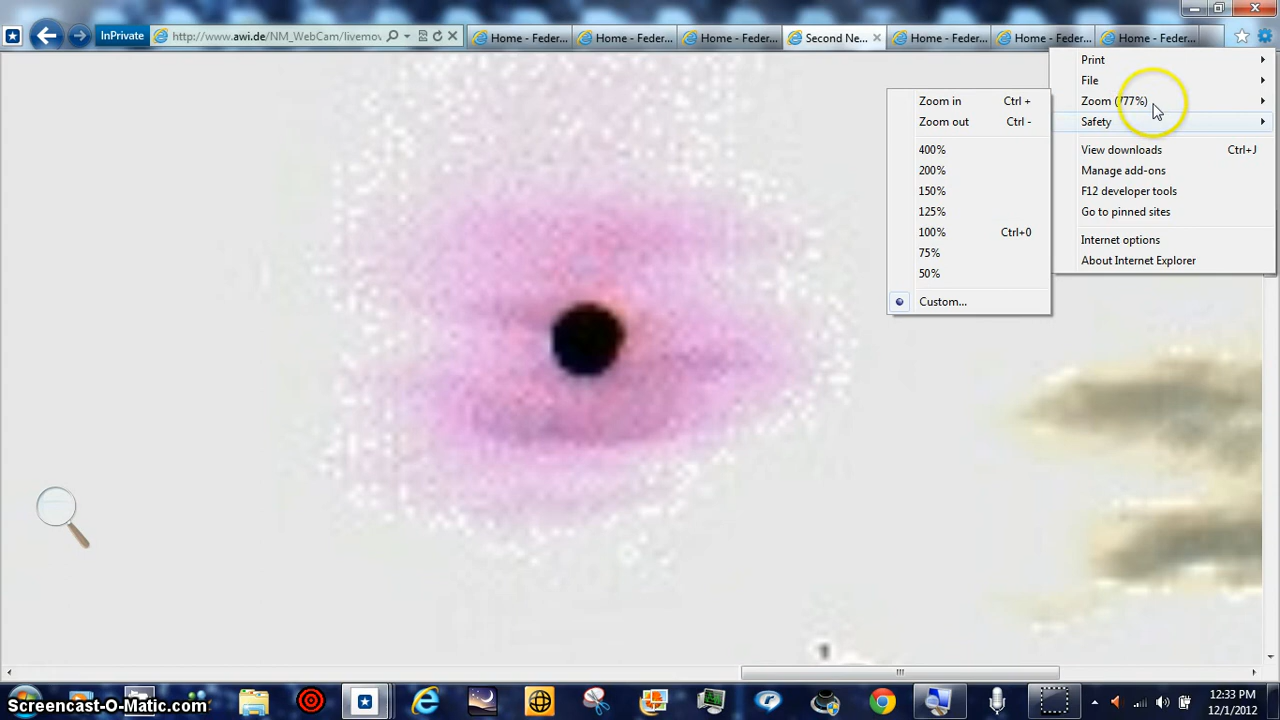 InPrivate
http://www.awi.de/NM_WebCam/livemov
Home - Feder...
Home - Feder...
Home - Feder...
Second Ne...
Home - Feder...
Home - Feder...
Home - Feder...
Print
File
Zoom (777%)
Safety
View downloads Ctrl+J
Manage add-ons
F12 developer tools
Go to pinned sites
Internet options
About Internet Explorer
Zoom in Ctrl +
Zoom out Ctrl -
400%
200%
150%
125%
100% Ctrl+0
75%
50%
Custom...
Screencast-O-Matic.com
12:33 PM
12/1/2012